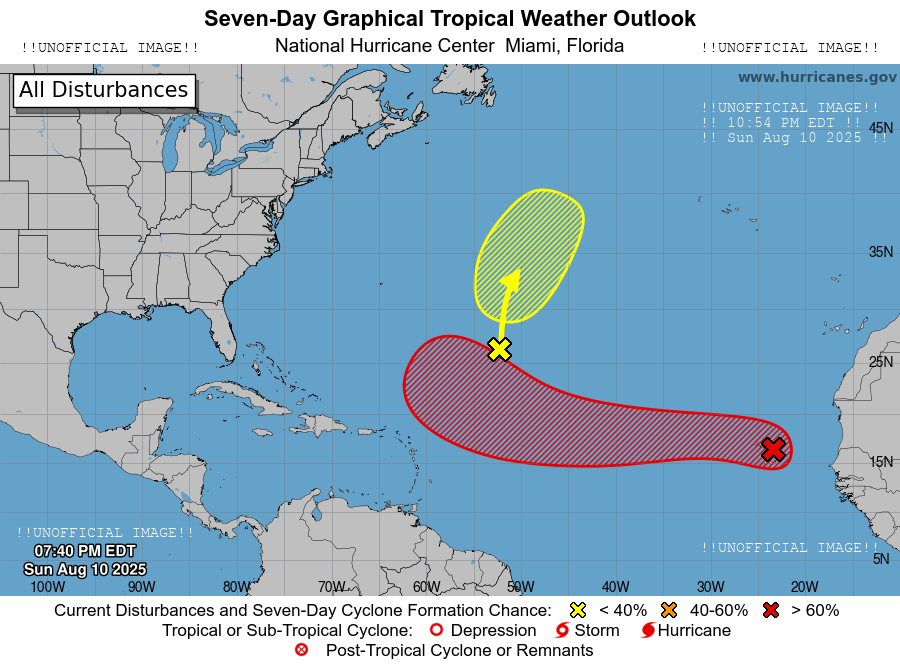 Seven-Day Graphical Tropical Weather Outlook
!!UNOFFICIAL IMAGE!! National Hurricane Center Miami, Florida !!UNOFFICIAL IMAGE!!
All Disturbances
www.hurricanes.gov
!!UNOFFICIAL IMAGE!!
!! 10:54 PM EDT !!
!! Sun Aug 10 2025 !!
45N
35N
25N
15N
!!UNOFFICIAL IMAGE!!
!!UNOFFICIAL IMAGE!!
07:40 PM EDT
5N
Sun Aug 10 2025
100W 90W 80W 70W 60W 50W 40W 30W 20W
Current Disturbances and Seven-Day Cyclone Formation Chance: < 40% 40-60% > 60%
Tropical or Sub-Tropical Cyclone: Depression Storm Hurricane
Post-Tropical Cyclone or Remnants